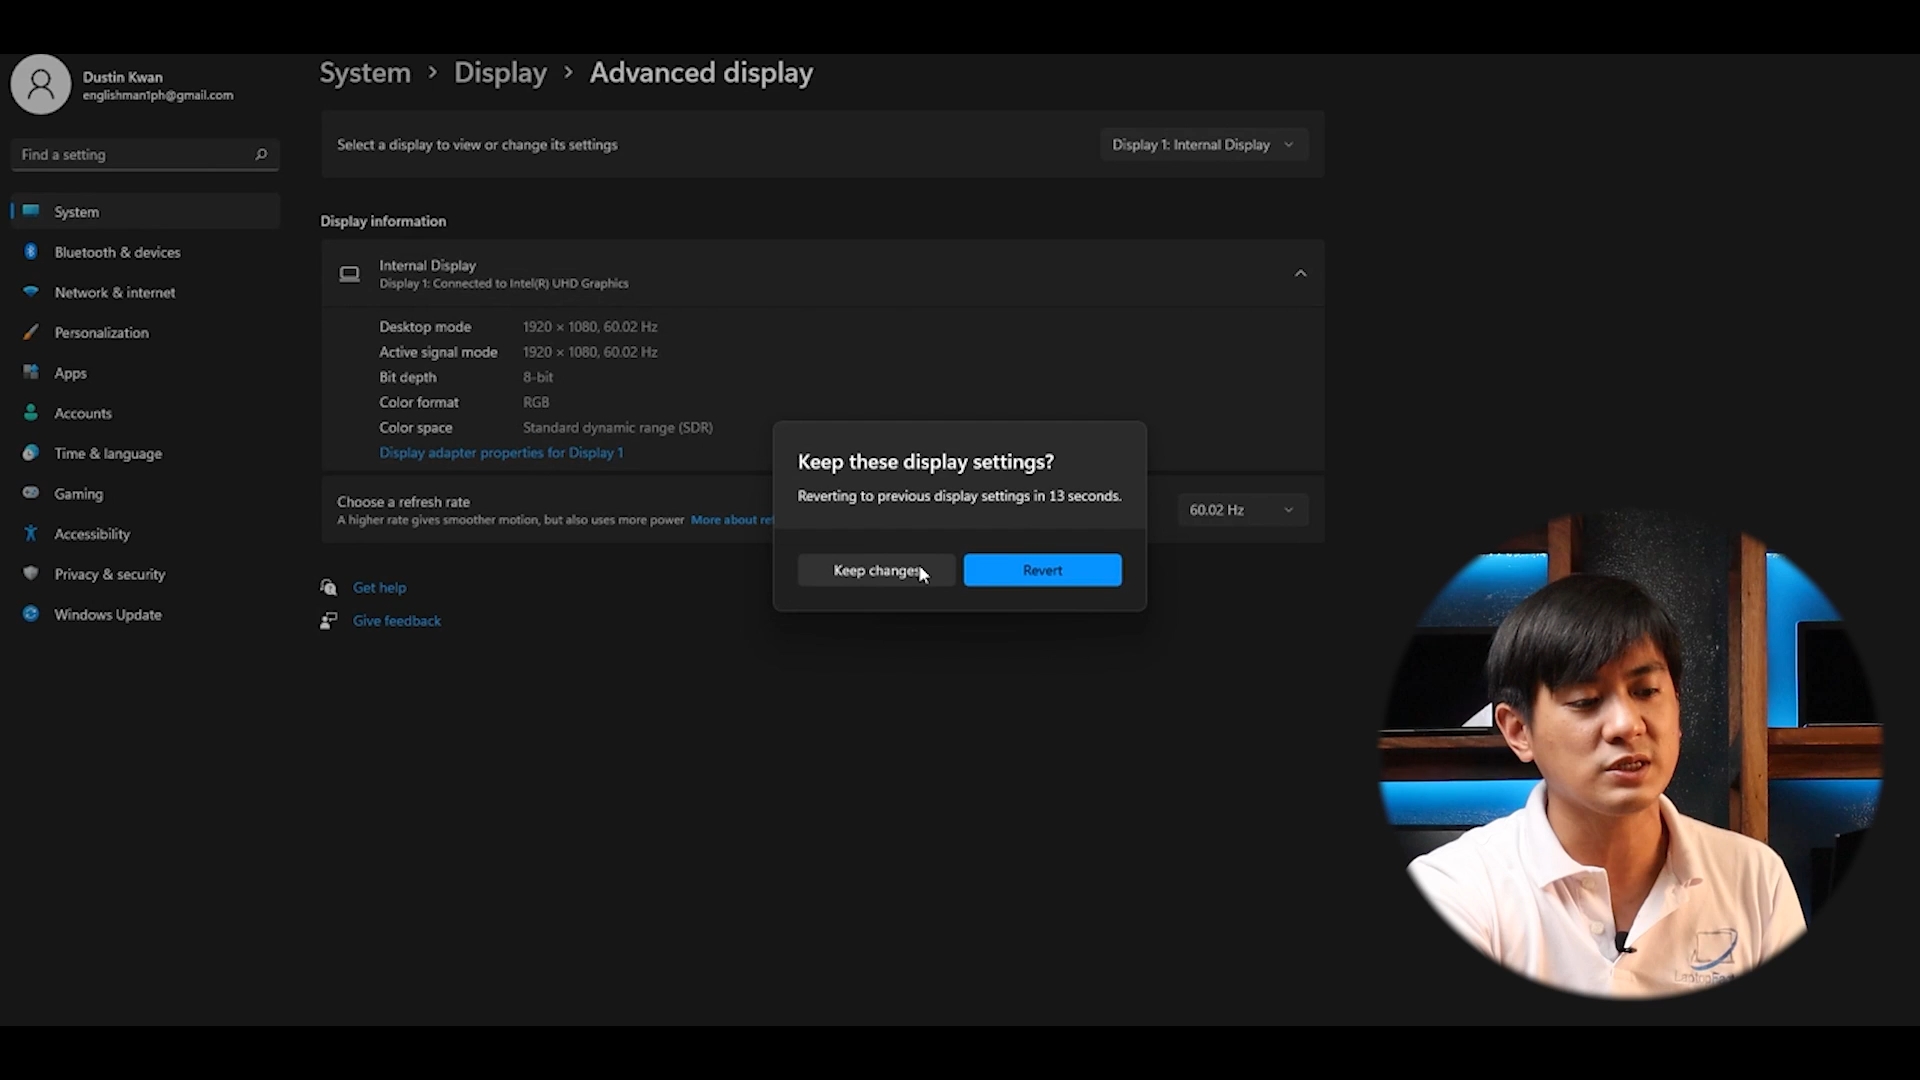 Dustin Kwan
englishman1ph@gmail.com
Find a setting
System
Bluetooth & devices
Network & internet
Personalization
Apps
Accounts
Time & language
Gaming
Accessibility
Privacy & security
Windows Update
System > Display > Advanced display
Select a display to view or change its settings
Display 1: Internal Display
Display information
Internal Display
Display 1: Connected to Intel(R) UHD Graphics
Desktop mode 1920 × 1080, 60.02 Hz
Active signal mode 1920 × 1080, 60.02 Hz
Bit depth 8-bit
Color format RGB
Color space Standard dynamic range (SDR)
Display adapter properties for Display 1
Choose a refresh rate
A higher rate gives smoother motion, but also uses more power More about
60.02 Hz
Get help
Give feedback
Keep these display settings?
Reverting to previous display settings in 13 seconds.
Keep changes
Revert